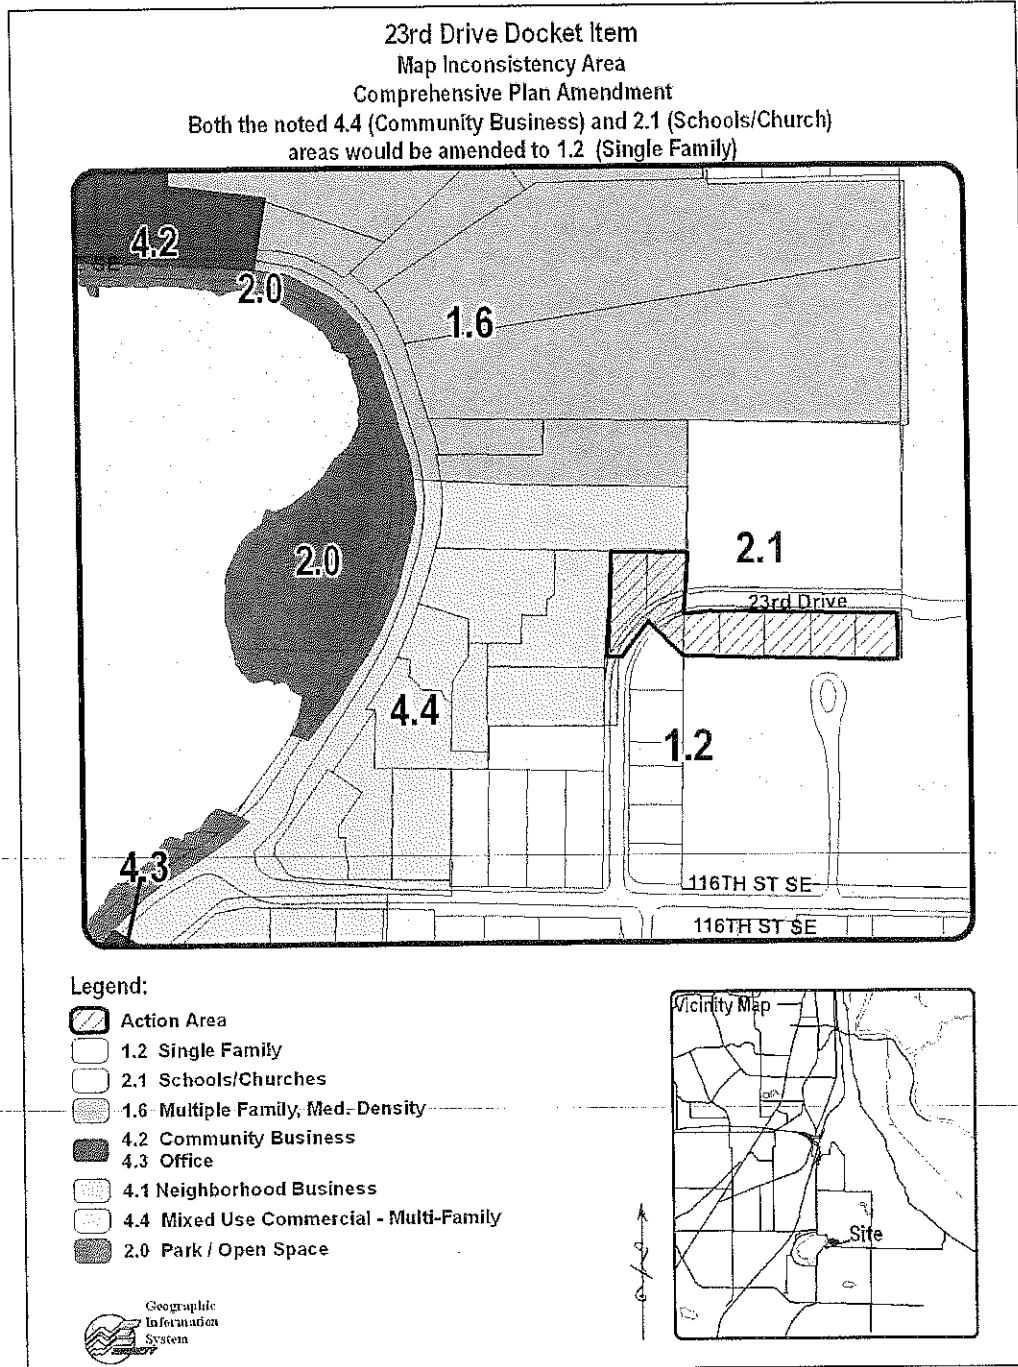 23rd Drive Docket Item
Map Inconsistency Area
Comprehensive Plan Amendment
Both the noted 4.4 (Community Business) and 2.1 (Schools/Church)
areas would be amended to 1.2 (Single Family)
4.2
SE
2.0
1.6
2.0
2.1
23rd Drive
4.4
1.2
4.3
116TH ST SE
116TH ST SE
Legend:
Action Area
1.2 Single Family
2.1 Schools/Churches
1.6 Multiple Family, Med. Density
4.2 Community Business
4.3 Office
4.1 Neighborhood Business
4.4 Mixed Use Commercial - Multi-Family
2.0 Park / Open Space
Vicinity Map
Site
Geographic
Information
System